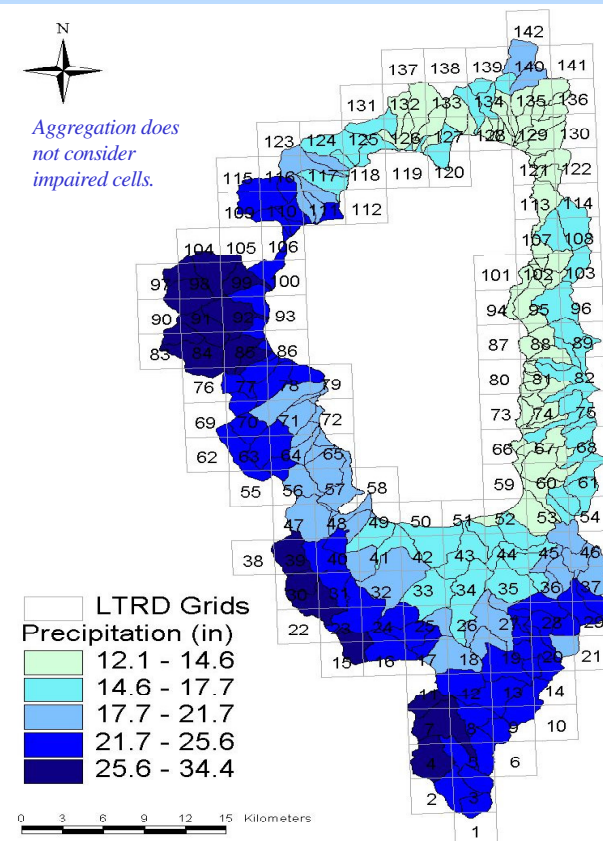 N
Aggregation does
not consider
impaired cells.
142
137 138 139 140 141
131 132 133 134 135 136
123 124 125 126 127 128 129 130
115 116 117 118 119 120 121 122
109 110 111 112 113 114
104 105 106 107 108
97 98 99 100 101 102 103
90 91 92 93 94 95 96
83 84 85 86 87 88 89
76 77 78 79 80 81 82
69 70 71 72 73 74 75
62 63 64 65 66 67 68
55 56 57 58 59 60 61
47 48 49 50 51 52 53 54
38 39 40 41 42 43 44 45 46
30 31 32 33 34 35 36 37
22 23 24 25 26 27 28 29
15 16 17 18 19 20 21
11 12 13 14
7 8 9 10
4 5 6
2 3
1
LTRD Grids
Precipitation (in)
12.1 - 14.6
14.6 - 17.7
17.7 - 21.7
21.7 - 25.6
25.6 - 34.4
0 3 6 9 12 15 Kilometers